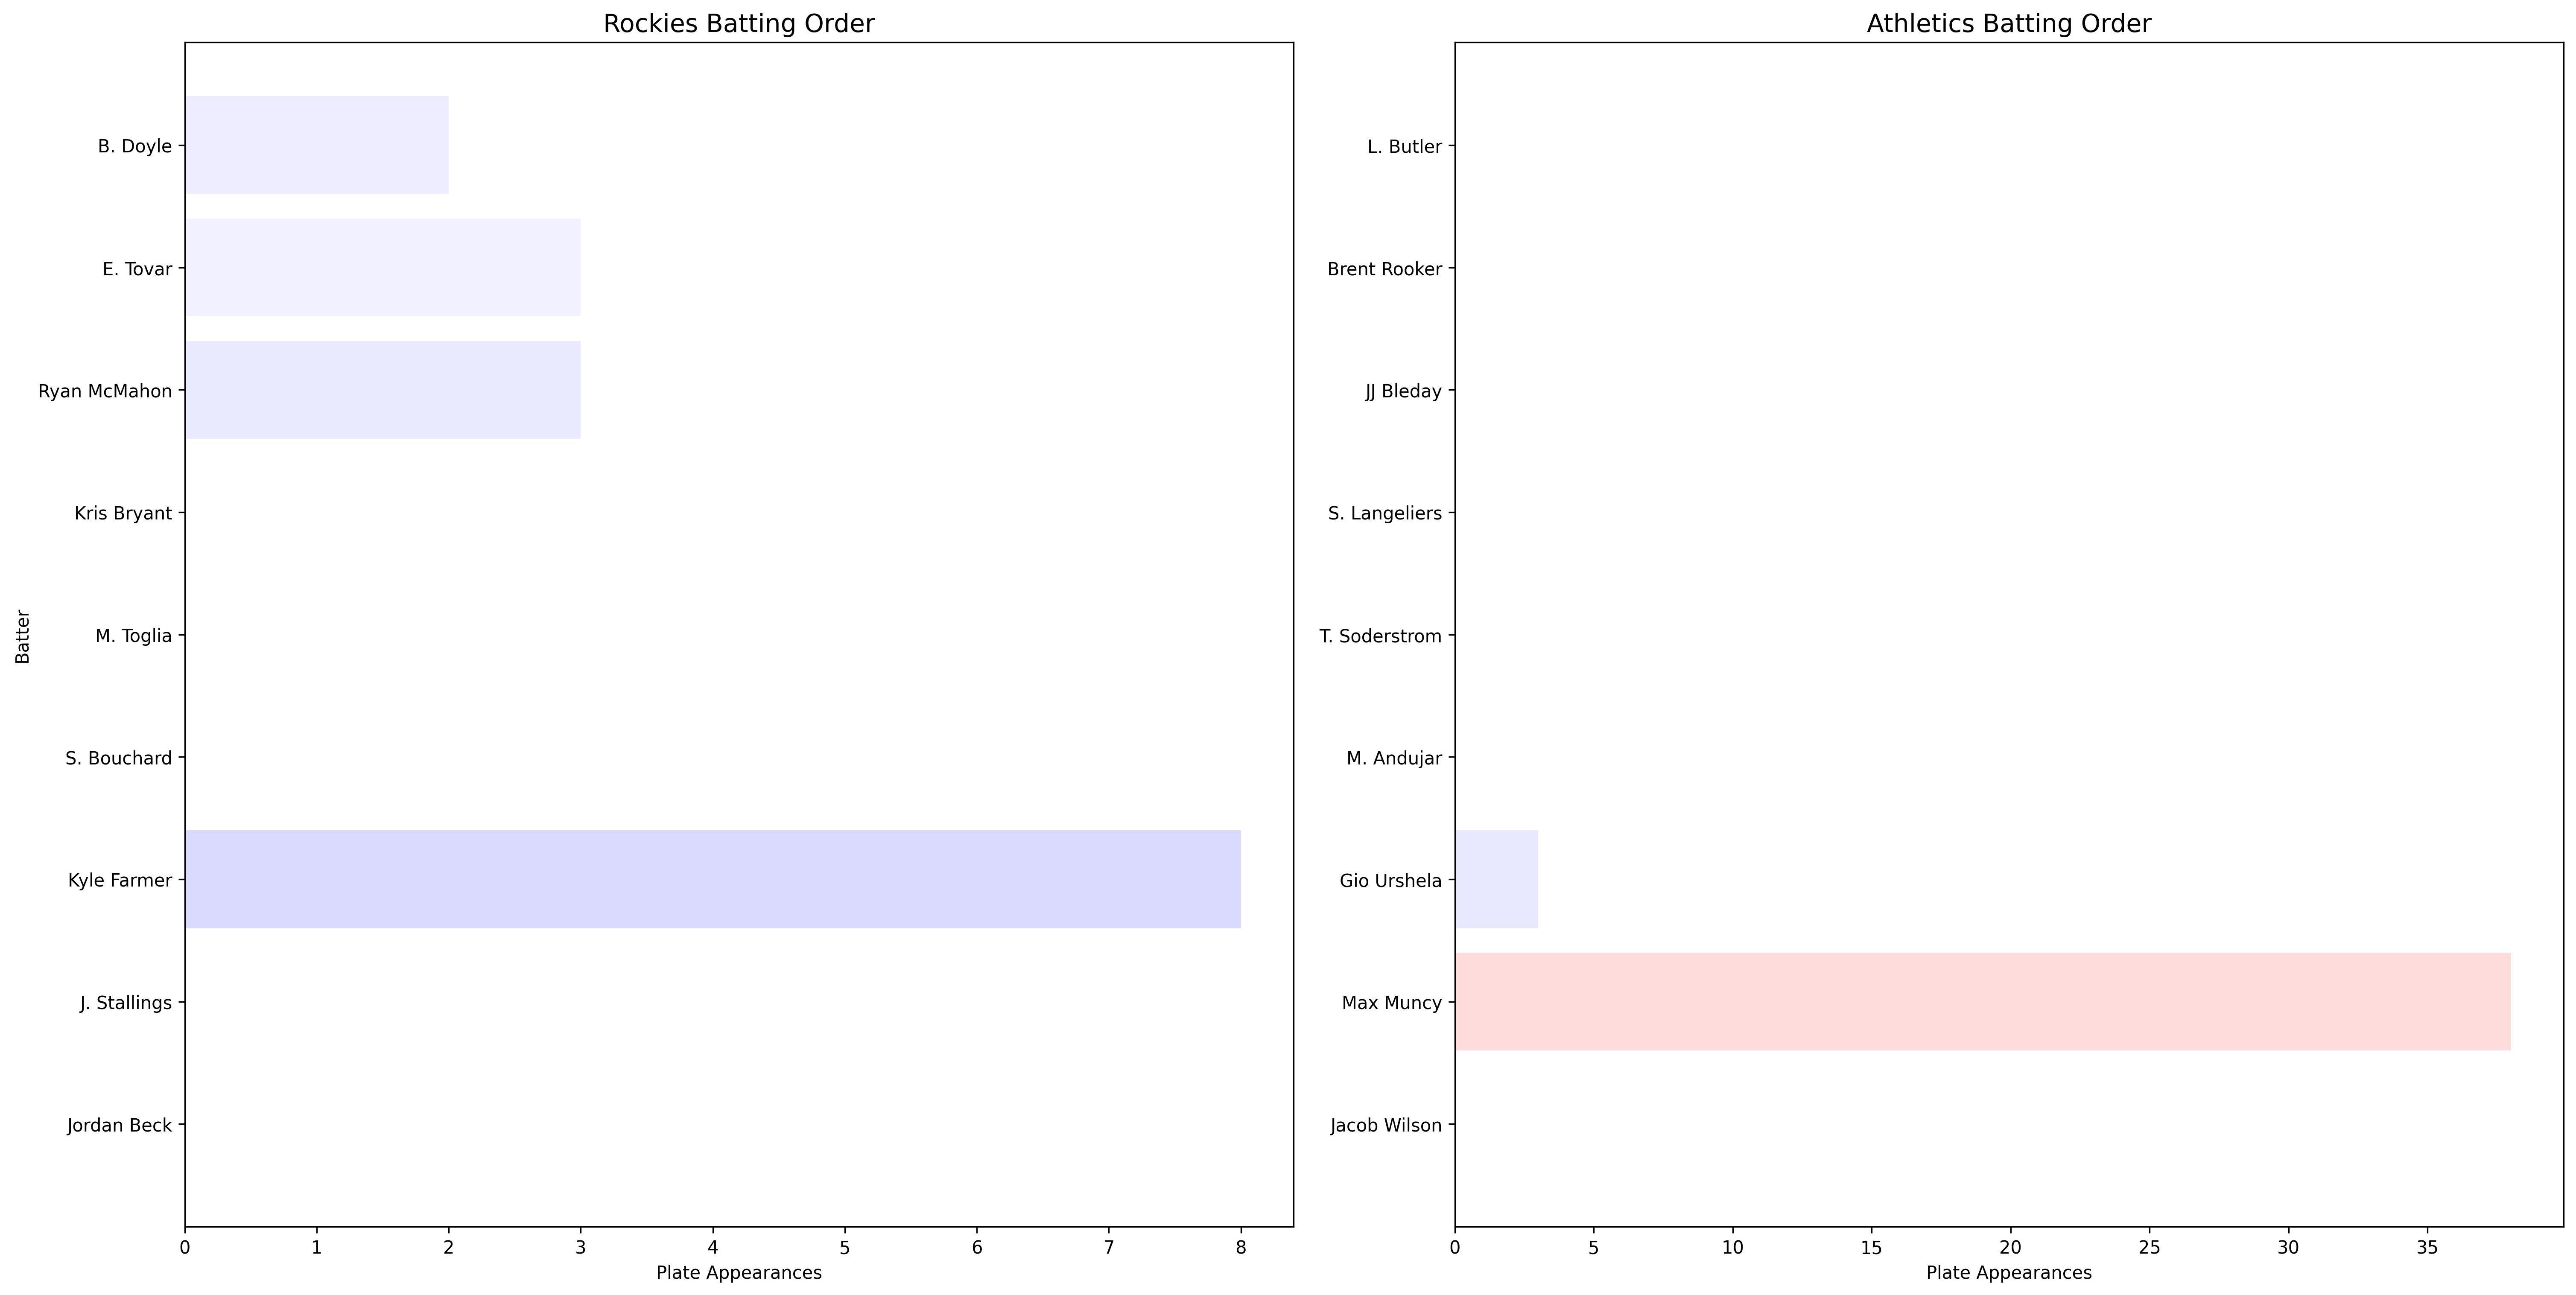 Rockies Batting Order
B. Doyle
E. Tovar
Ryan McMahon
Kris Bryant
M. Toglia
S. Bouchard
Kyle Farmer
J. Stallings
Jordan Beck
Batter
0 1 2 3 4 5 6 7 8
Plate Appearances
Athletics Batting Order
L. Butler
Brent Rooker
JJ Bleday
S. Langeliers
T. Soderstrom
M. Andujar
Gio Urshela
Max Muncy
Jacob Wilson
0 5 10 15 20 25 30 35
Plate Appearances